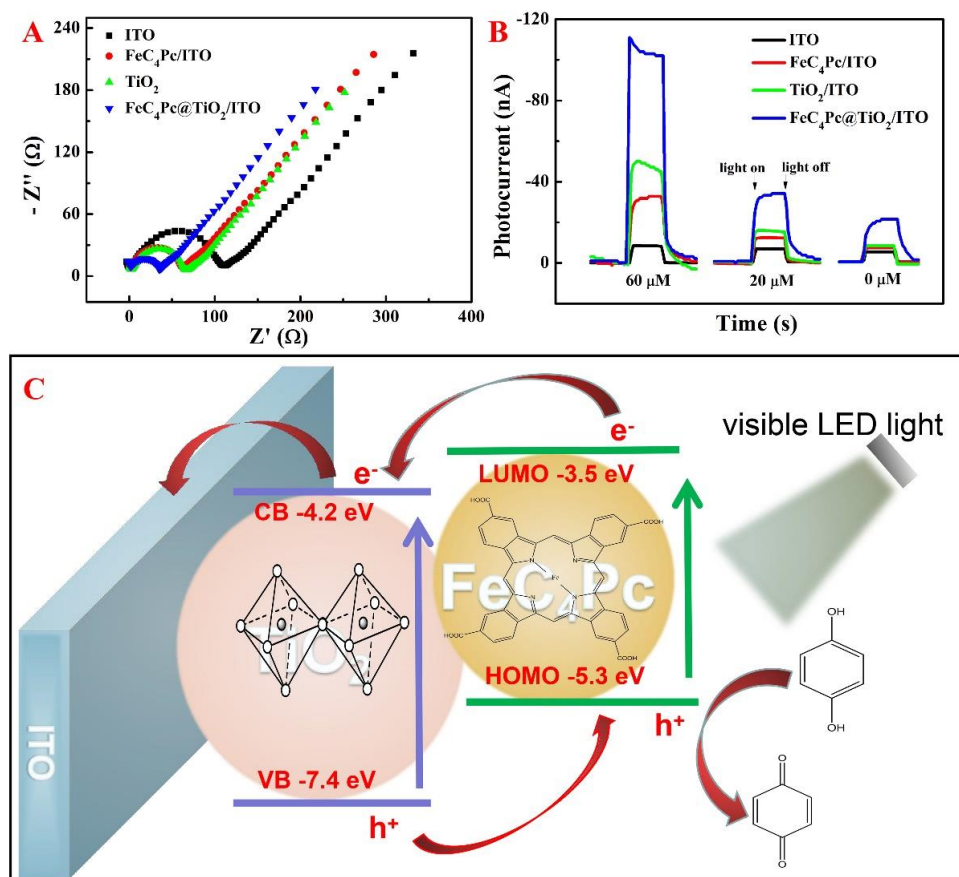 A
ITO
FeC₄Pc/ITO
TiO₂
FeC₄Pc@TiO₂/ITO
240
180
120
60
0
- Z'' (Ω)
0 100 200 300 400
Z' (Ω)
B
ITO
FeC₄Pc/ITO
TiO₂/ITO
FeC₄Pc@TiO₂/ITO
-120
-80
-40
0
Photocurrent (nA)
light on
light off
60 μM
20 μM
0 μM
Time (s)
C
e⁻
e⁻
visible LED light
LUMO -3.5 eV
CB -4.2 eV
HOOC
COOH
N
N
Fe
N
N
FeC₄Pc
TiO₂
HOOC
COOH
HOMO -5.3 eV
OH
OH
h⁺
ITO
VB -7.4 eV
h⁺
O
O